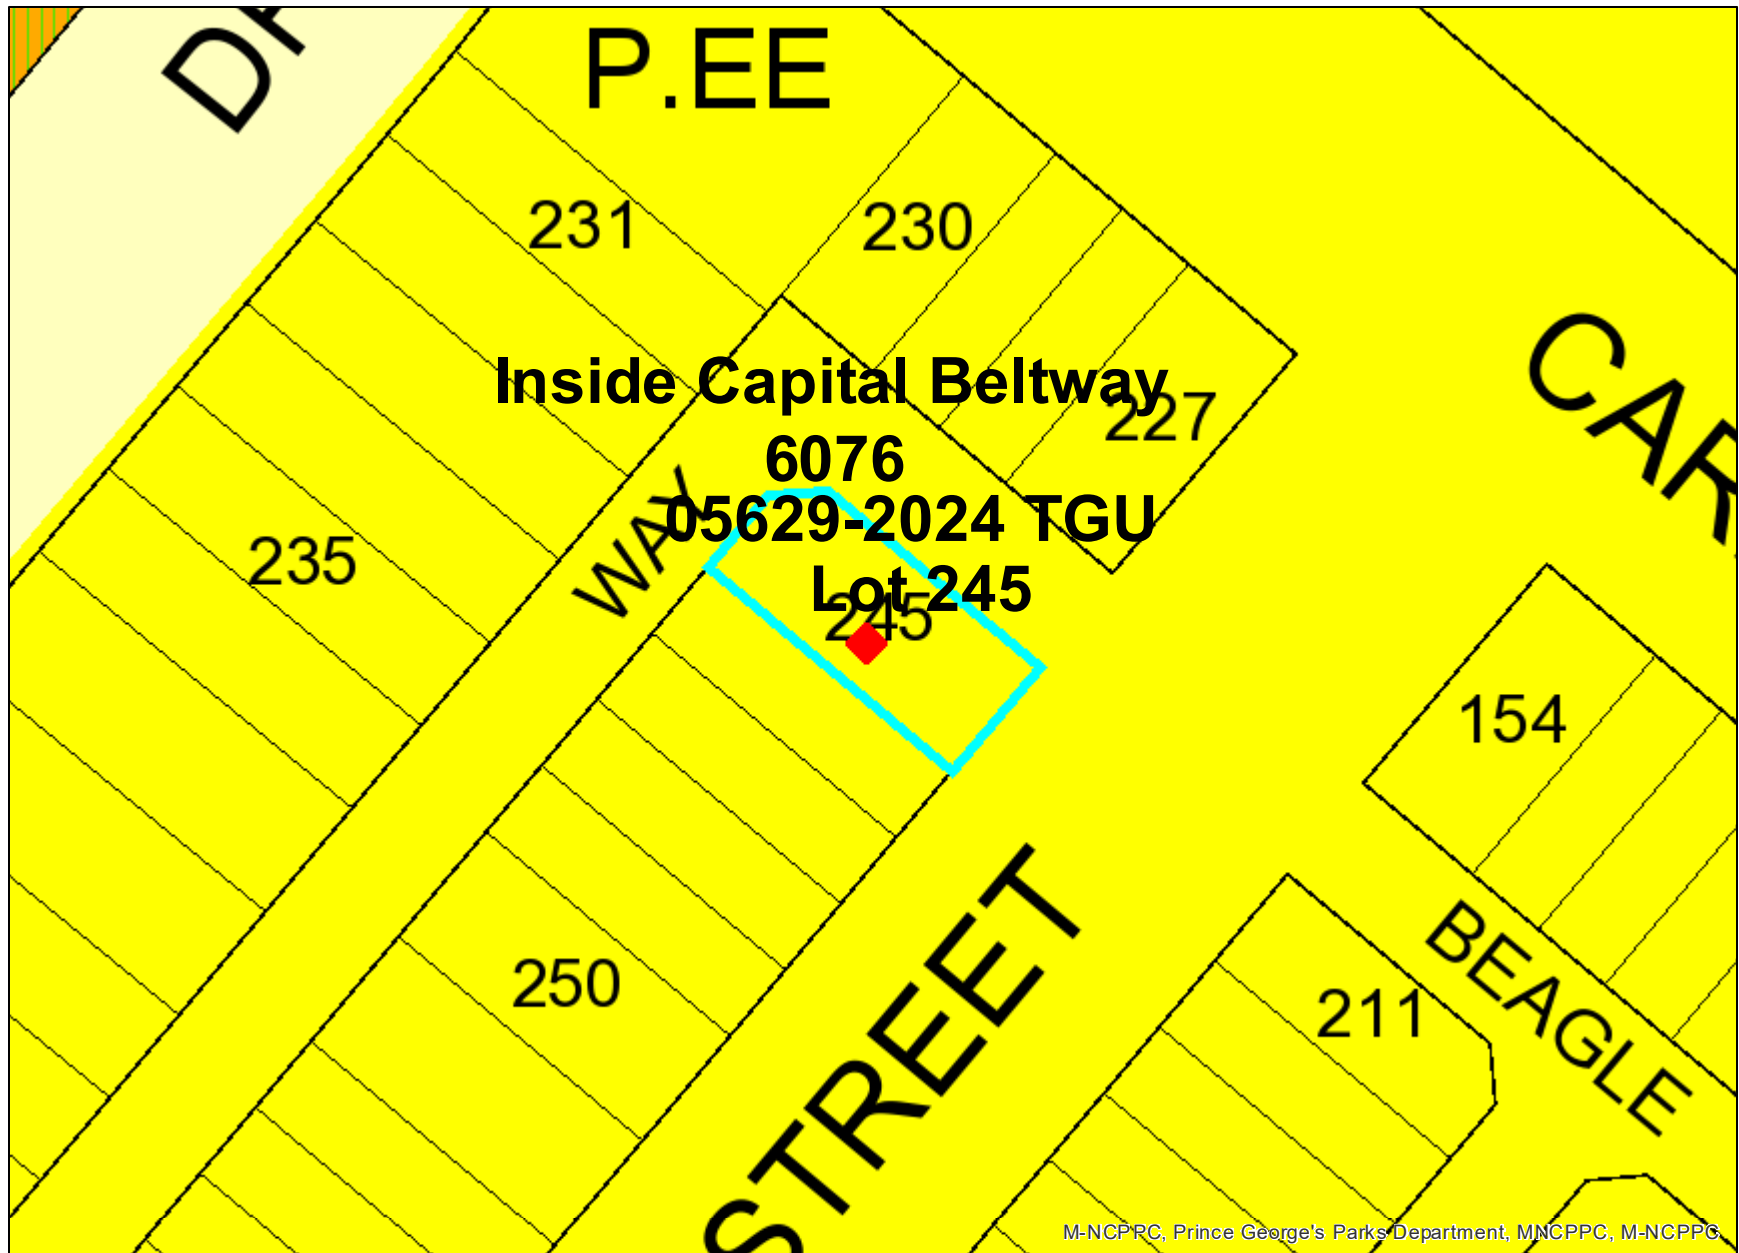 P.EE
231
230
Inside Capital Beltway
227
6076
05629-2024 TGU
WAY
235
Lot 245
245
154
STREET
250
211
BEAGLE
M-NCPPC, Prince George's Parks Department, MNCPPC, M-NCPPC